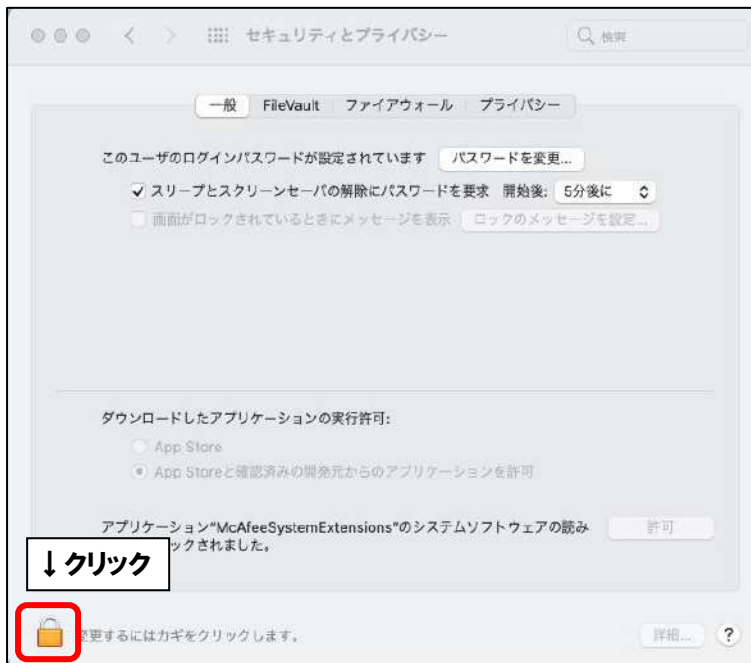 セキュリティとプライバシー
検索
一般 FileVault ファイアウォール プライバシー
このユーザのログインパスワードが設定されています パスワードを変更...
スリープとスクリーンセーバの解除にパスワードを要求 開始後: 5分後に
画面がロックされているときにメッセージを表示 ロックのメッセージを設定...
ダウンロードしたアプリケーションの実行許可:
App Store
App Storeと確認済みの開発元からのアプリケーションを許可
アプリケーション"McAfeeSystemExtensions"のシステムソフトウェアの読み 許可
ックされました。
↓クリック
変更するにはカギをクリックします。
詳細... ?